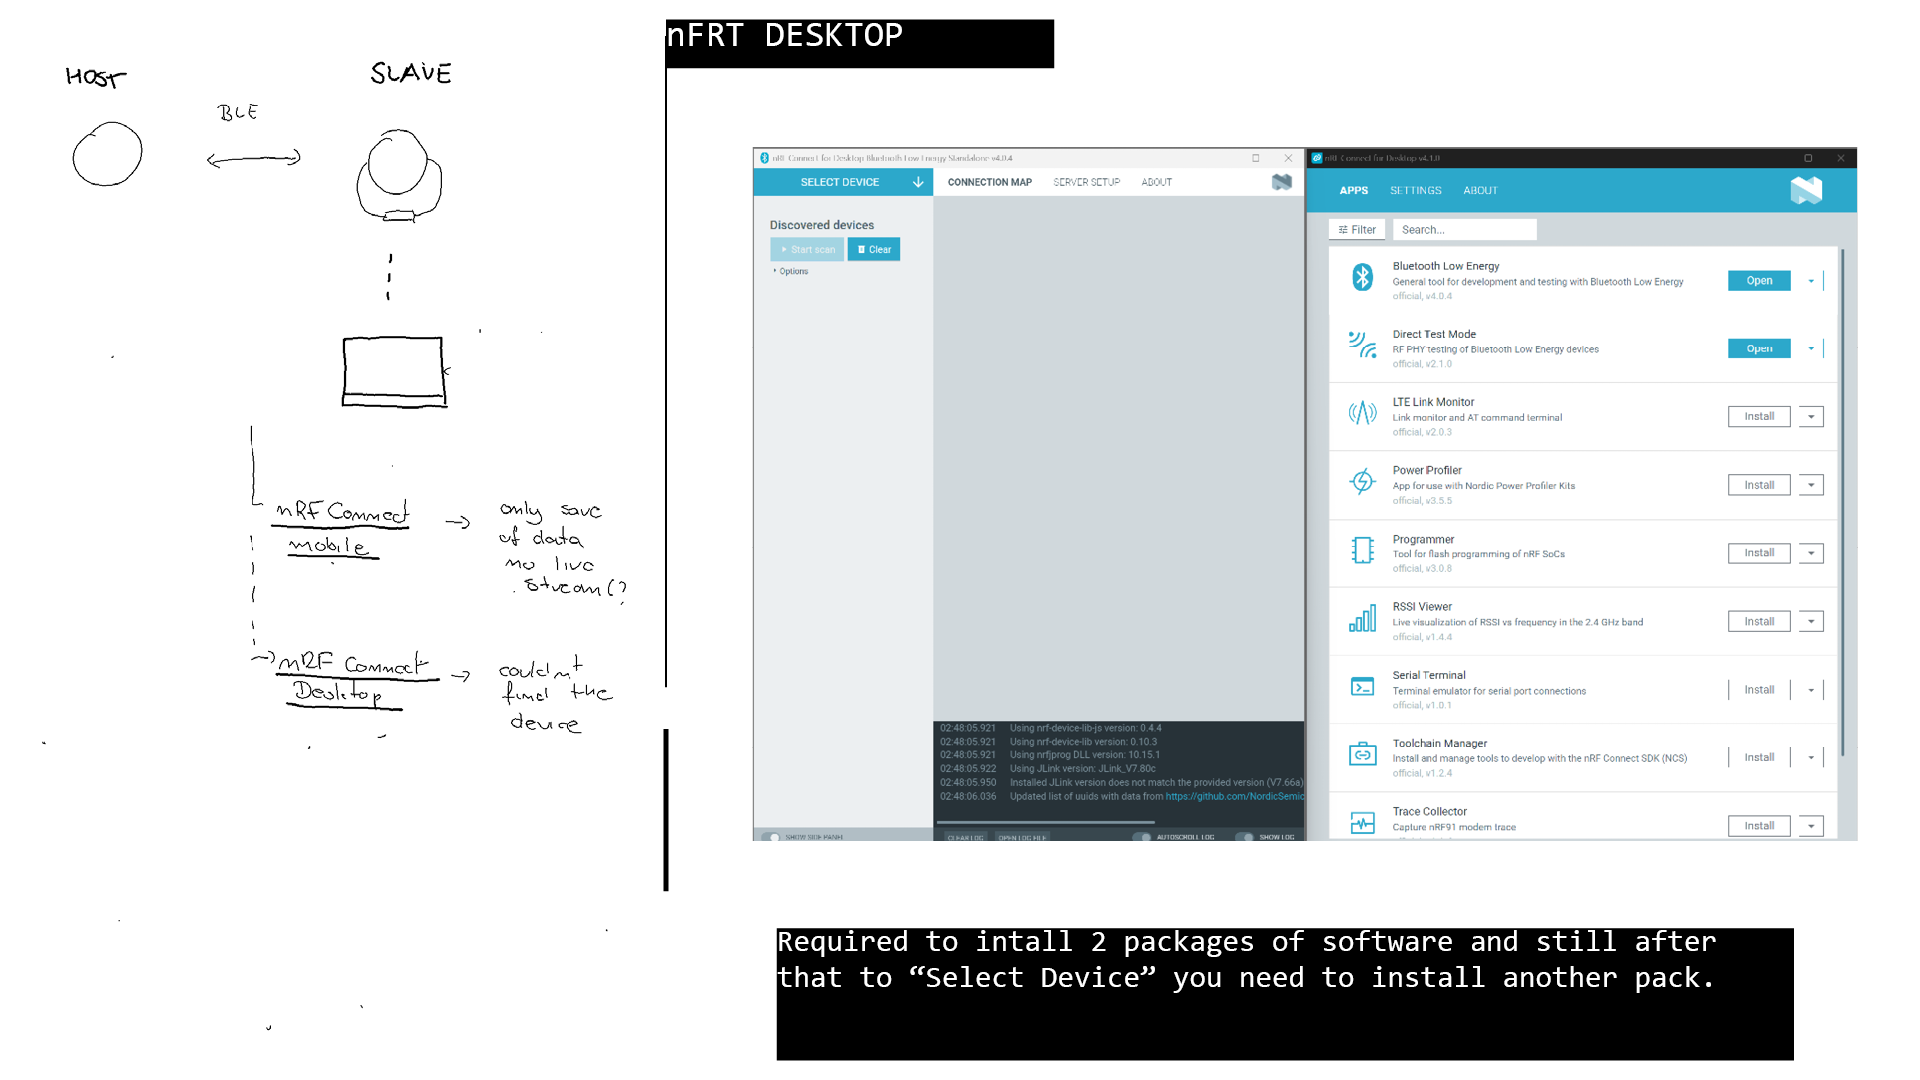 nFRT DESKTOP
HOST
SLAVE
BLE
nRF Connect
mobile
only save
of data
no live
stream(?
nRF Connect
Desktop
couldn't
find the
device
nRF Connect for Desktop Bluetooth Low Energy Standalone v4.0.4
SELECT DEVICE
CONNECTION MAP
SERVER SETUP
ABOUT
Discovered devices
Start scan
Clear
Options
02:48:05.921 Using nrf-device-lib-js version: 0.4.4
02:48:05.921 Using nrf-device-lib version: 0.10.3
02:48:05.921 Using nrfjprog DLL version: 10.15.1
02:48:05.922 Using JLink version: JLink_V7.80c
02:48:05.950 Installed JLink version does not match the provided version (V7.66a)
02:48:06.036 Updated list of uuids with data from https://github.com/NordicSemic
SHOW SIDE PANEL
CLEAR LOG
OPEN LOG FILE
AUTOSCROLL LOG
SHOW LOG
nRF Connect for Desktop v4.1.0
APPS
SETTINGS
ABOUT
Filter
Search...
Bluetooth Low Energy
General tool for development and testing with Bluetooth Low Energy
official, v4.0.4
Open
Direct Test Mode
RF PHY testing of Bluetooth Low Energy devices
official, v2.1.0
Open
LTE Link Monitor
Link monitor and AT command terminal
official, v2.0.3
Install
Power Profiler
App for use with Nordic Power Profiler Kits
official, v3.5.5
Install
Programmer
Tool for flash programming of nRF SoCs
official, v3.0.8
Install
RSSI Viewer
Live visualization of RSSI vs frequency in the 2.4 GHz band
official, v1.4.4
Install
Serial Terminal
Terminal emulator for serial port connections
official, v1.0.1
Install
Toolchain Manager
Install and manage tools to develop with the nRF Connect SDK (NCS)
official, v1.2.4
Install
Trace Collector
Capture nRF91 modem trace
Install
Required to intall 2 packages of software and still after
that to “Select Device” you need to install another pack.